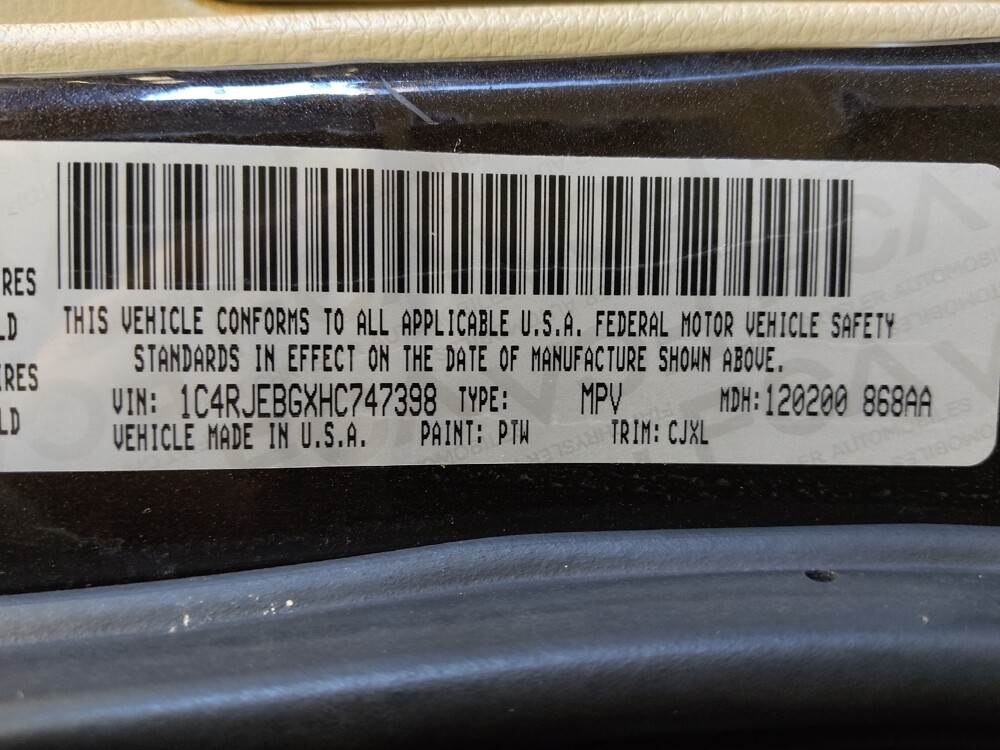 RES
LD
IRES
LD
THIS VEHICLE CONFORMS TO ALL APPLICABLE U.S.A. FEDERAL MOTOR VEHICLE SAFETY
STANDARDS IN EFFECT ON THE DATE OF MANUFACTURE SHOWN ABOVE.
VIN: 1C4RJEBGXHC747398 TYPE: MPV MDH:120200 868AA
VEHICLE MADE IN U.S.A. PAINT: PTW TRIM: CJXL